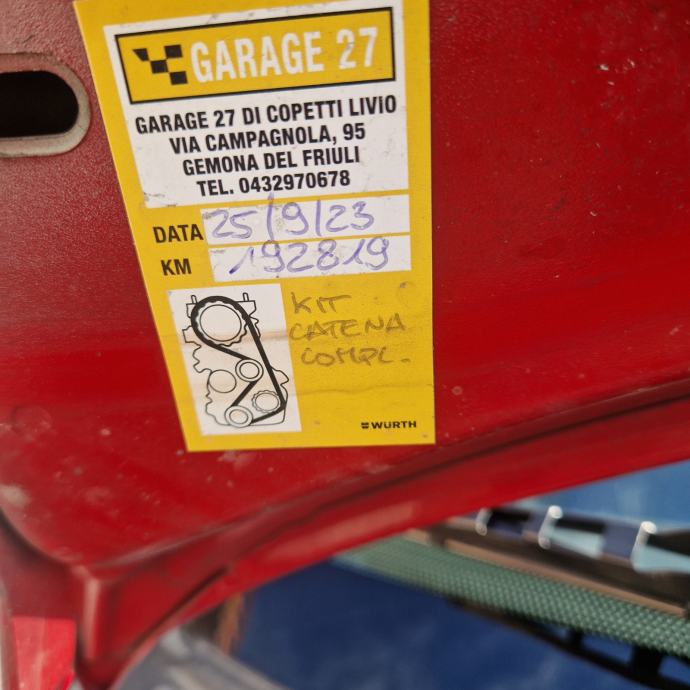 GARAGE 27
GARAGE 27 DI COPETTI LIVIO
VIA CAMPAGNOLA, 95
GEMONA DEL FRIULI
TEL. 0432970678
DATA 25/9/23
KM 192819
KIT
CATENA
COMPL.
WÜRTH